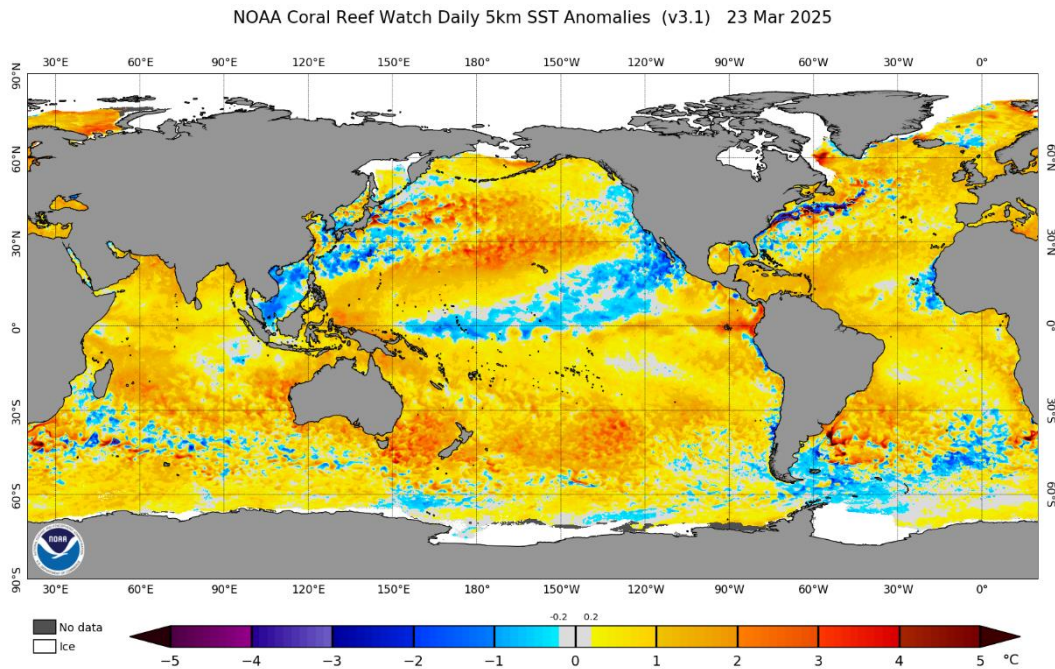 NOAA Coral Reef Watch Daily 5km SST Anomalies (v3.1) 23 Mar 2025
30°E 60°E 90°E 120°E 150°E 180°E 150°W 120°W 90°W 60°W 30°W 0°
90°N
60°N 60°N
30°N 30°N
0° 0°
30°S 30°S
60°S 60°S
90°S
NOAA
30°E 60°E 90°E 120°E 150°E 180°E 150°W 120°W 90°W 60°W 30°W 0°
-0.2 0.2
No data
Ice
−5 −4 −3 −2 −1 0 1 2 3 4 5 °C